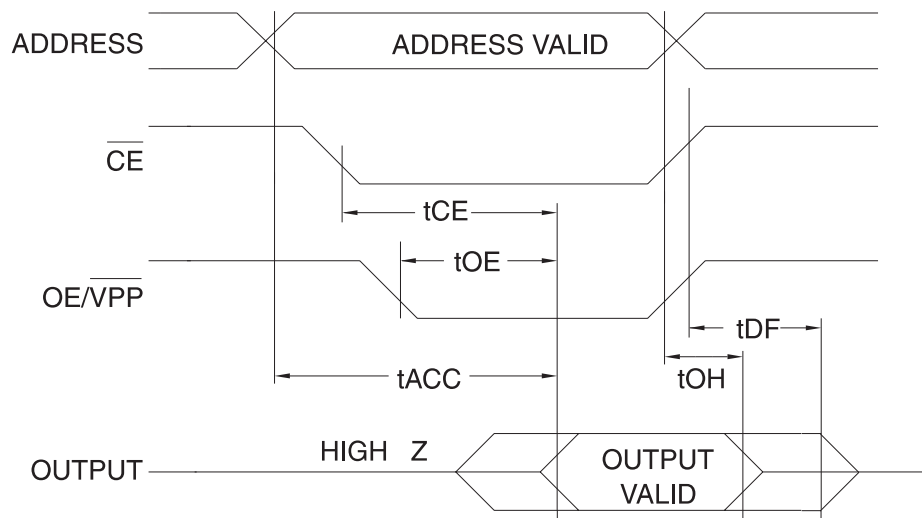 ADDRESS
ADDRESS VALID
CE
tCE
tOE
OE/VPP
tDF
tACC
tOH
HIGH Z
OUTPUT
OUTPUT
VALID